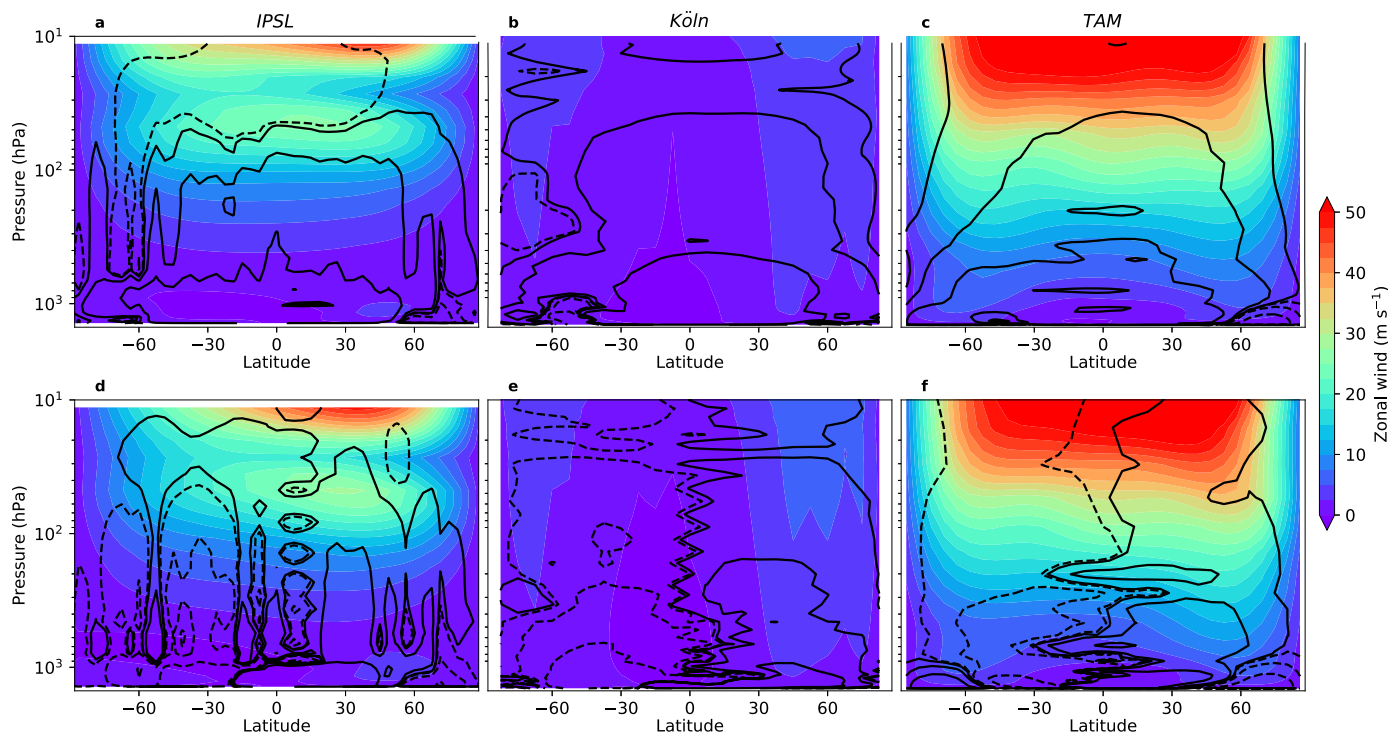 a IPSL b Köln c TAM
10¹
10²
10³
Pressure (hPa)
−60 −30 0 30 60 −60 −30 0 30 60 −60 −30 0 30 60
Latitude Latitude Latitude
d e f
10¹
10²
10³
Pressure (hPa)
−60 −30 0 30 60 −60 −30 0 30 60 −60 −30 0 30 60
Latitude Latitude Latitude
50
40
30
20
10
0
Zonal wind (m s⁻¹)